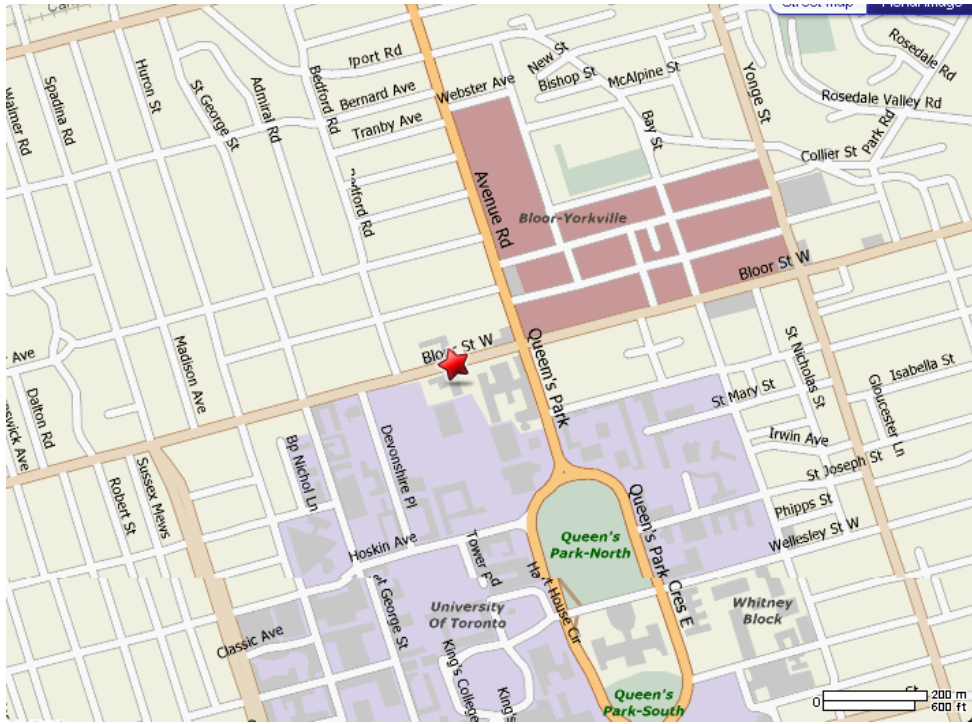 Street Map
Aerial Image
Rosedale Rd
New St
Webster Ave
Bishop St
McAlpine St
Yonge St
Bernard Ave
Bedford Rd
Huron St
Spadina Rd
Walmer Rd
St George St
Admiral Rd
Tranby Ave
Rosedale Valley Rd
Park Rd
Bay St
Collier St
Avenue Rd
Bloor-Yorkville
Bloor St W
Bloor St W
Queen's Park
Madison Ave
Ave
Dalton Rd
St Nicholas St
Isabella St
St Mary St
Gloucester Ln
Irwin Ave
St Joseph St
Devonshire Pl
Bp Nichol Ln
Sussex Mews
Robert St
Phipps St
Wellesley St W
Queen's Park Cres E
Queen's
Park-North
Hoskin Ave
Tower Rd
Hart House Cir
St George St
University
Of Toronto
Whitney
Block
Classic Ave
King's College
King's
Queen's
Park-South
St
0
200 m
600 ft